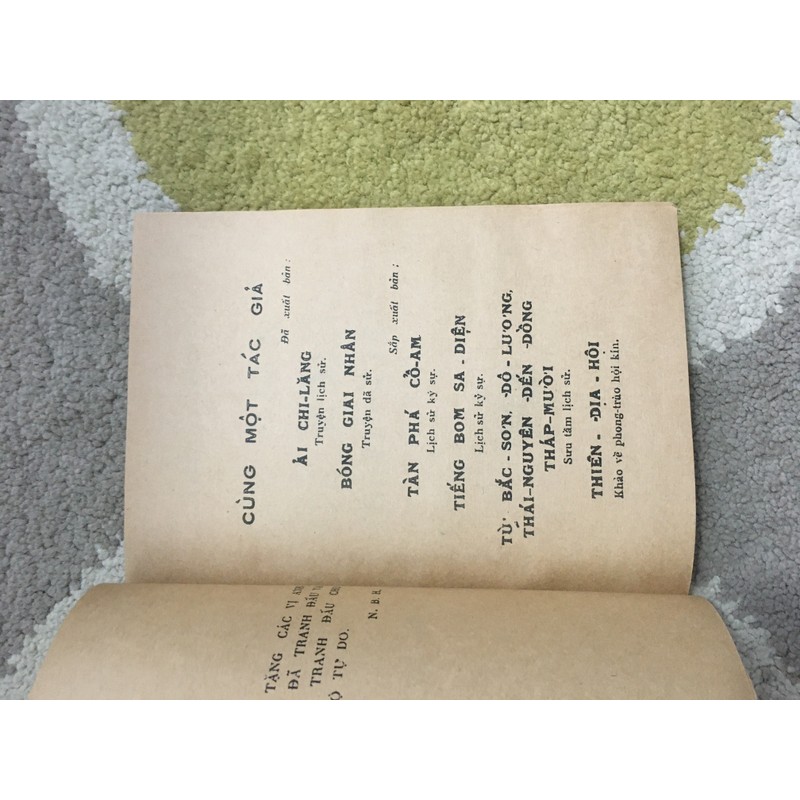 CÙNG MỘT TÁC GIẢ
Đã xuất bản :
ẢI CHI-LĂNG
Truyện lịch sử.
BÓNG GIAI NHÂN
Truyện dã sử.
Sắp xuất bản :
TÀN PHÁ CỔ-AM
Lịch sử ký sự.
TIẾNG BOM SA - DIỆN
Lịch sử ký sự.
TỪ BẮC - SƠN, ĐÔ - LƯƠNG,
THÁI-NGUYÊN ĐẾN ĐỒNG
THÁP-MƯỜI
Sưu tầm lịch sử.
THIÊN - ĐỊA - HỘI
Khảo về phong-trào hội kín.
TẶNG CÁC VỊ
ĐÃ TRANH ĐẤU
TRANH ĐẤU
TỰ DO.
N. B. H.